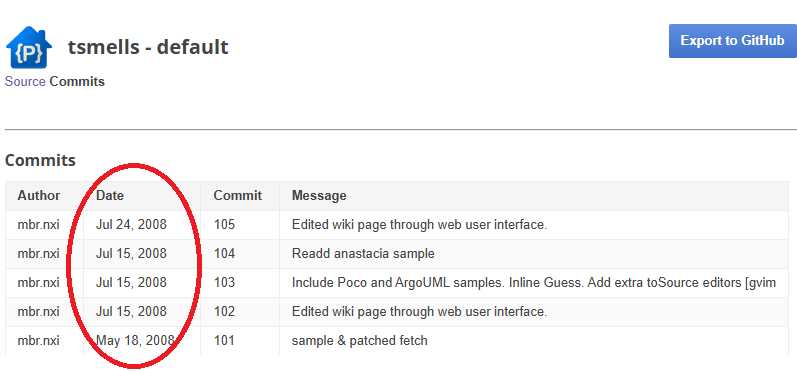 {P}
tsmells - default
Export to GitHub
Source Commits
Commits
Author Date Commit Message
mbr.nxi Jul 24, 2008 105 Edited wiki page through web user interface.
mbr.nxi Jul 15, 2008 104 Readd anastacia sample
mbr.nxi Jul 15, 2008 103 Include Poco and ArgoUML samples. Inline Guess. Add extra toSource editors [gvim
mbr.nxi Jul 15, 2008 102 Edited wiki page through web user interface.
mbr.nxi May 18, 2008 101 sample & patched fetch